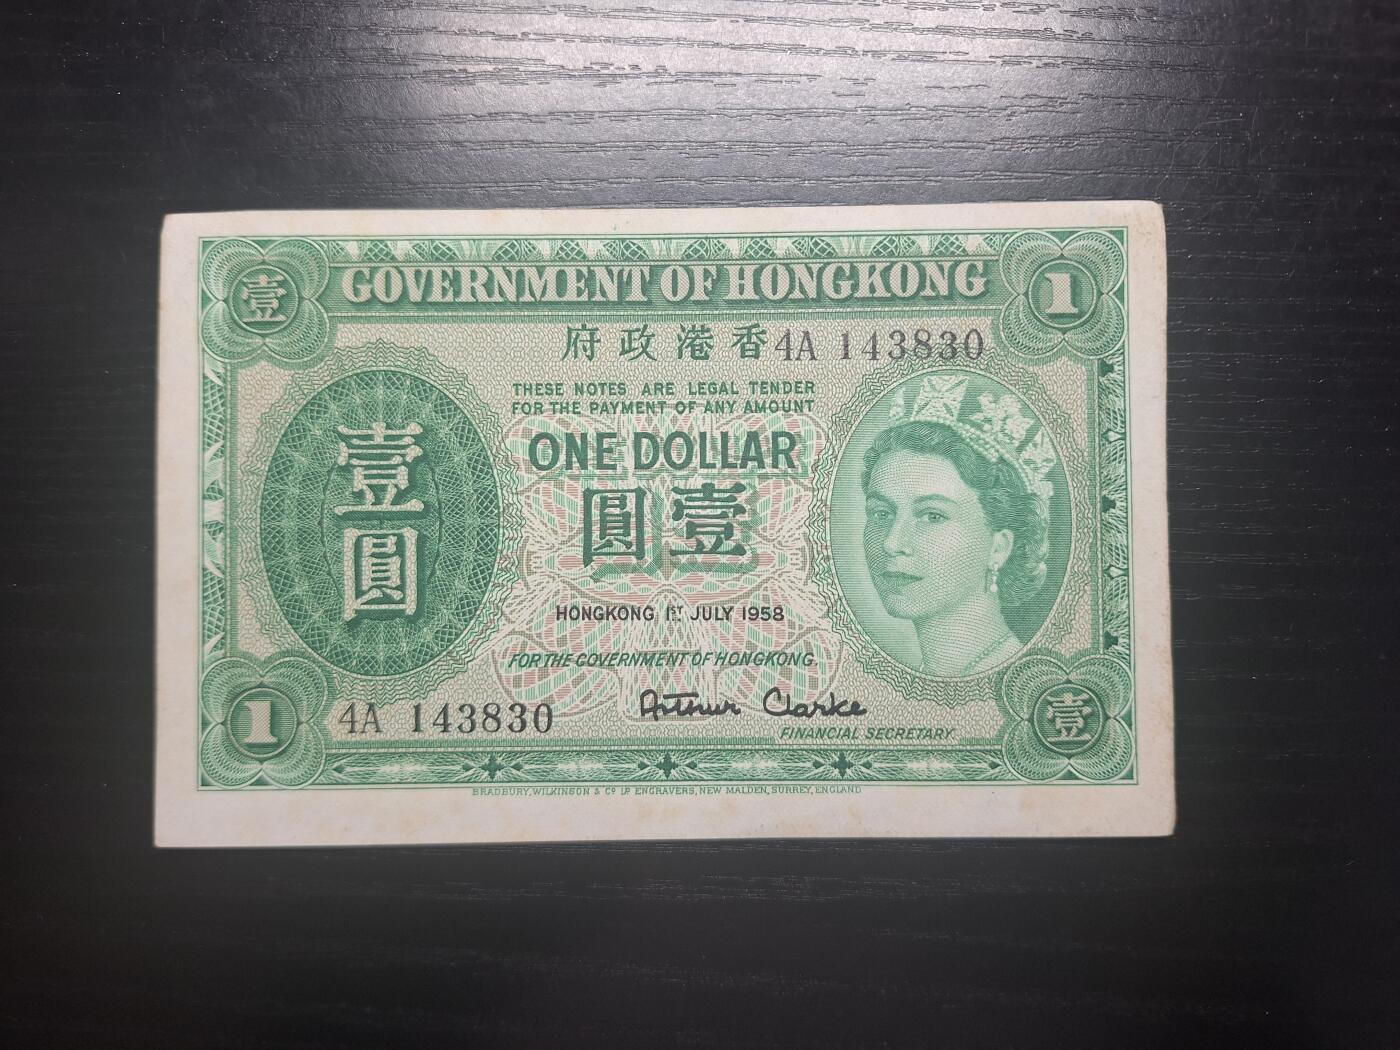 壹 GOVERNMENT OF HONGKONG 1
府政港香 4A 143830
THESE NOTES ARE LEGAL TENDER
FOR THE PAYMENT OF ANY AMOUNT
ONE DOLLAR
圓壹
壹
圓
HONGKONG 1ST JULY 1958
FOR THE GOVERNMENT OF HONGKONG.
1 4A 143830 Arthur Clarke 壹
FINANCIAL SECRETARY.
BRADBURY, WILKINSON & Co LD ENGRAVERS, NEW MALDEN, SURREY, ENGLAND